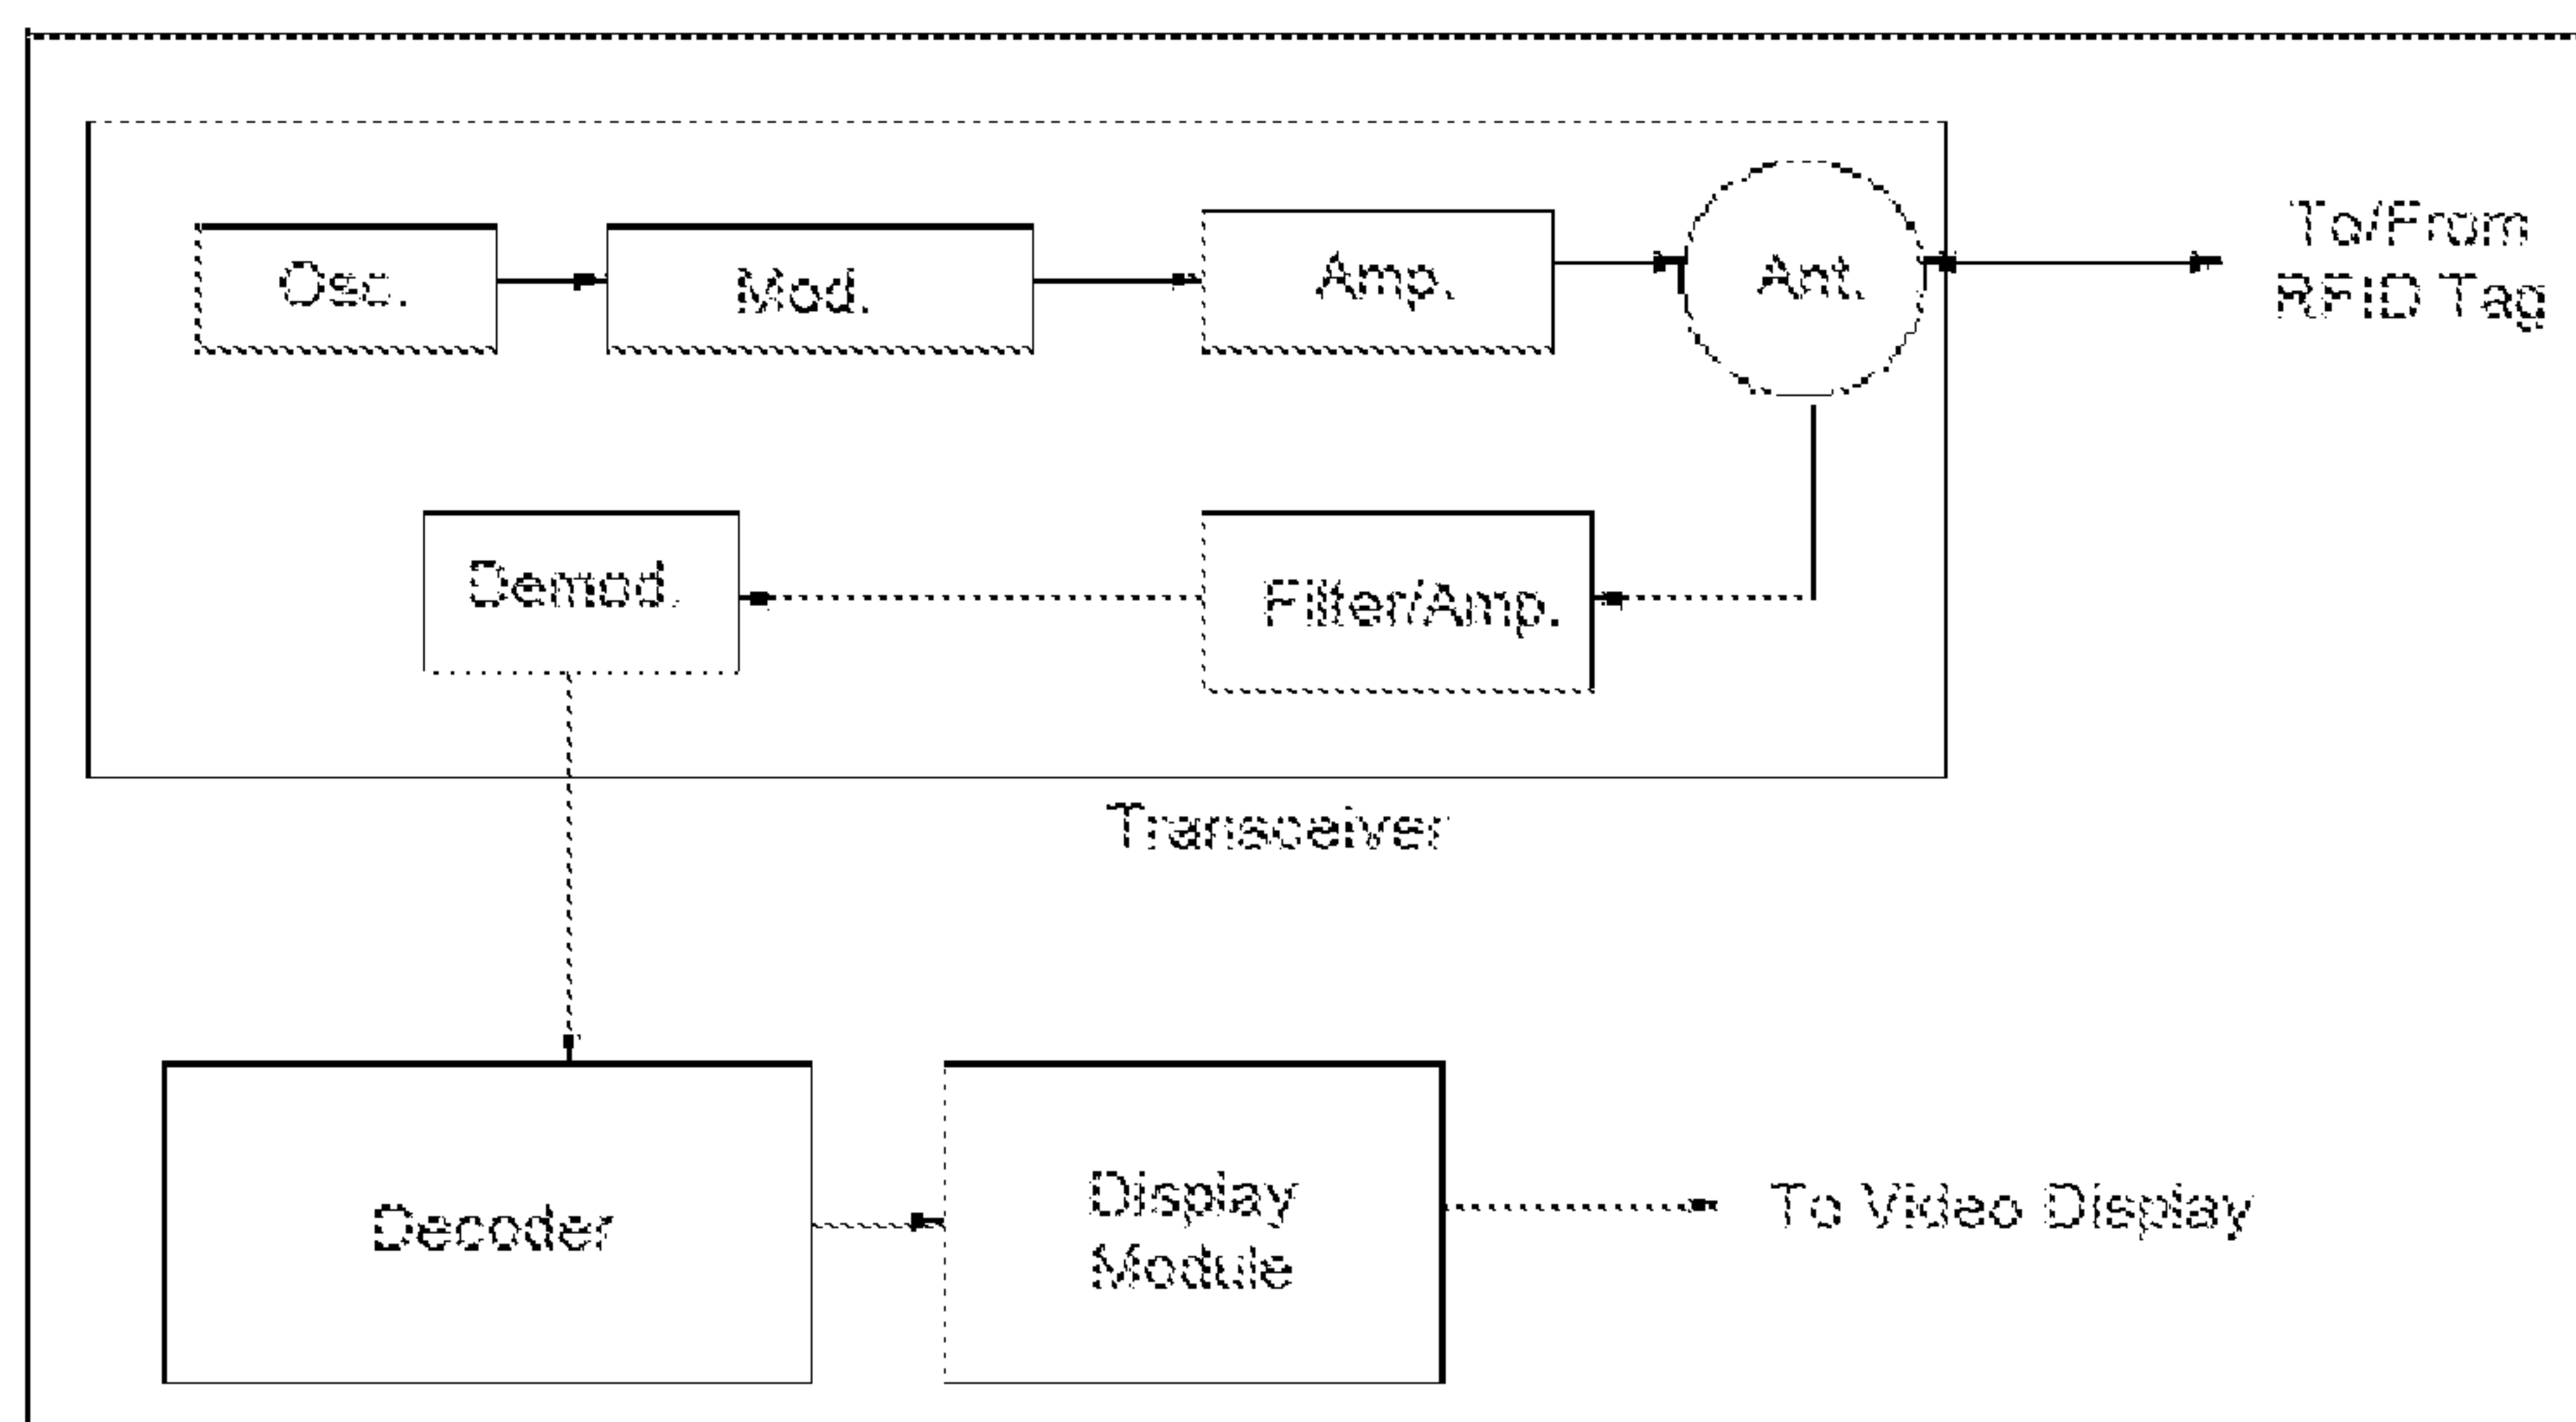 Osc.
Mod.
Amp.
Ant.
To/From
RFID Tag
Demod.
Filter/Amp.
Transceiver
Decoder
Display
Module
To Video Display